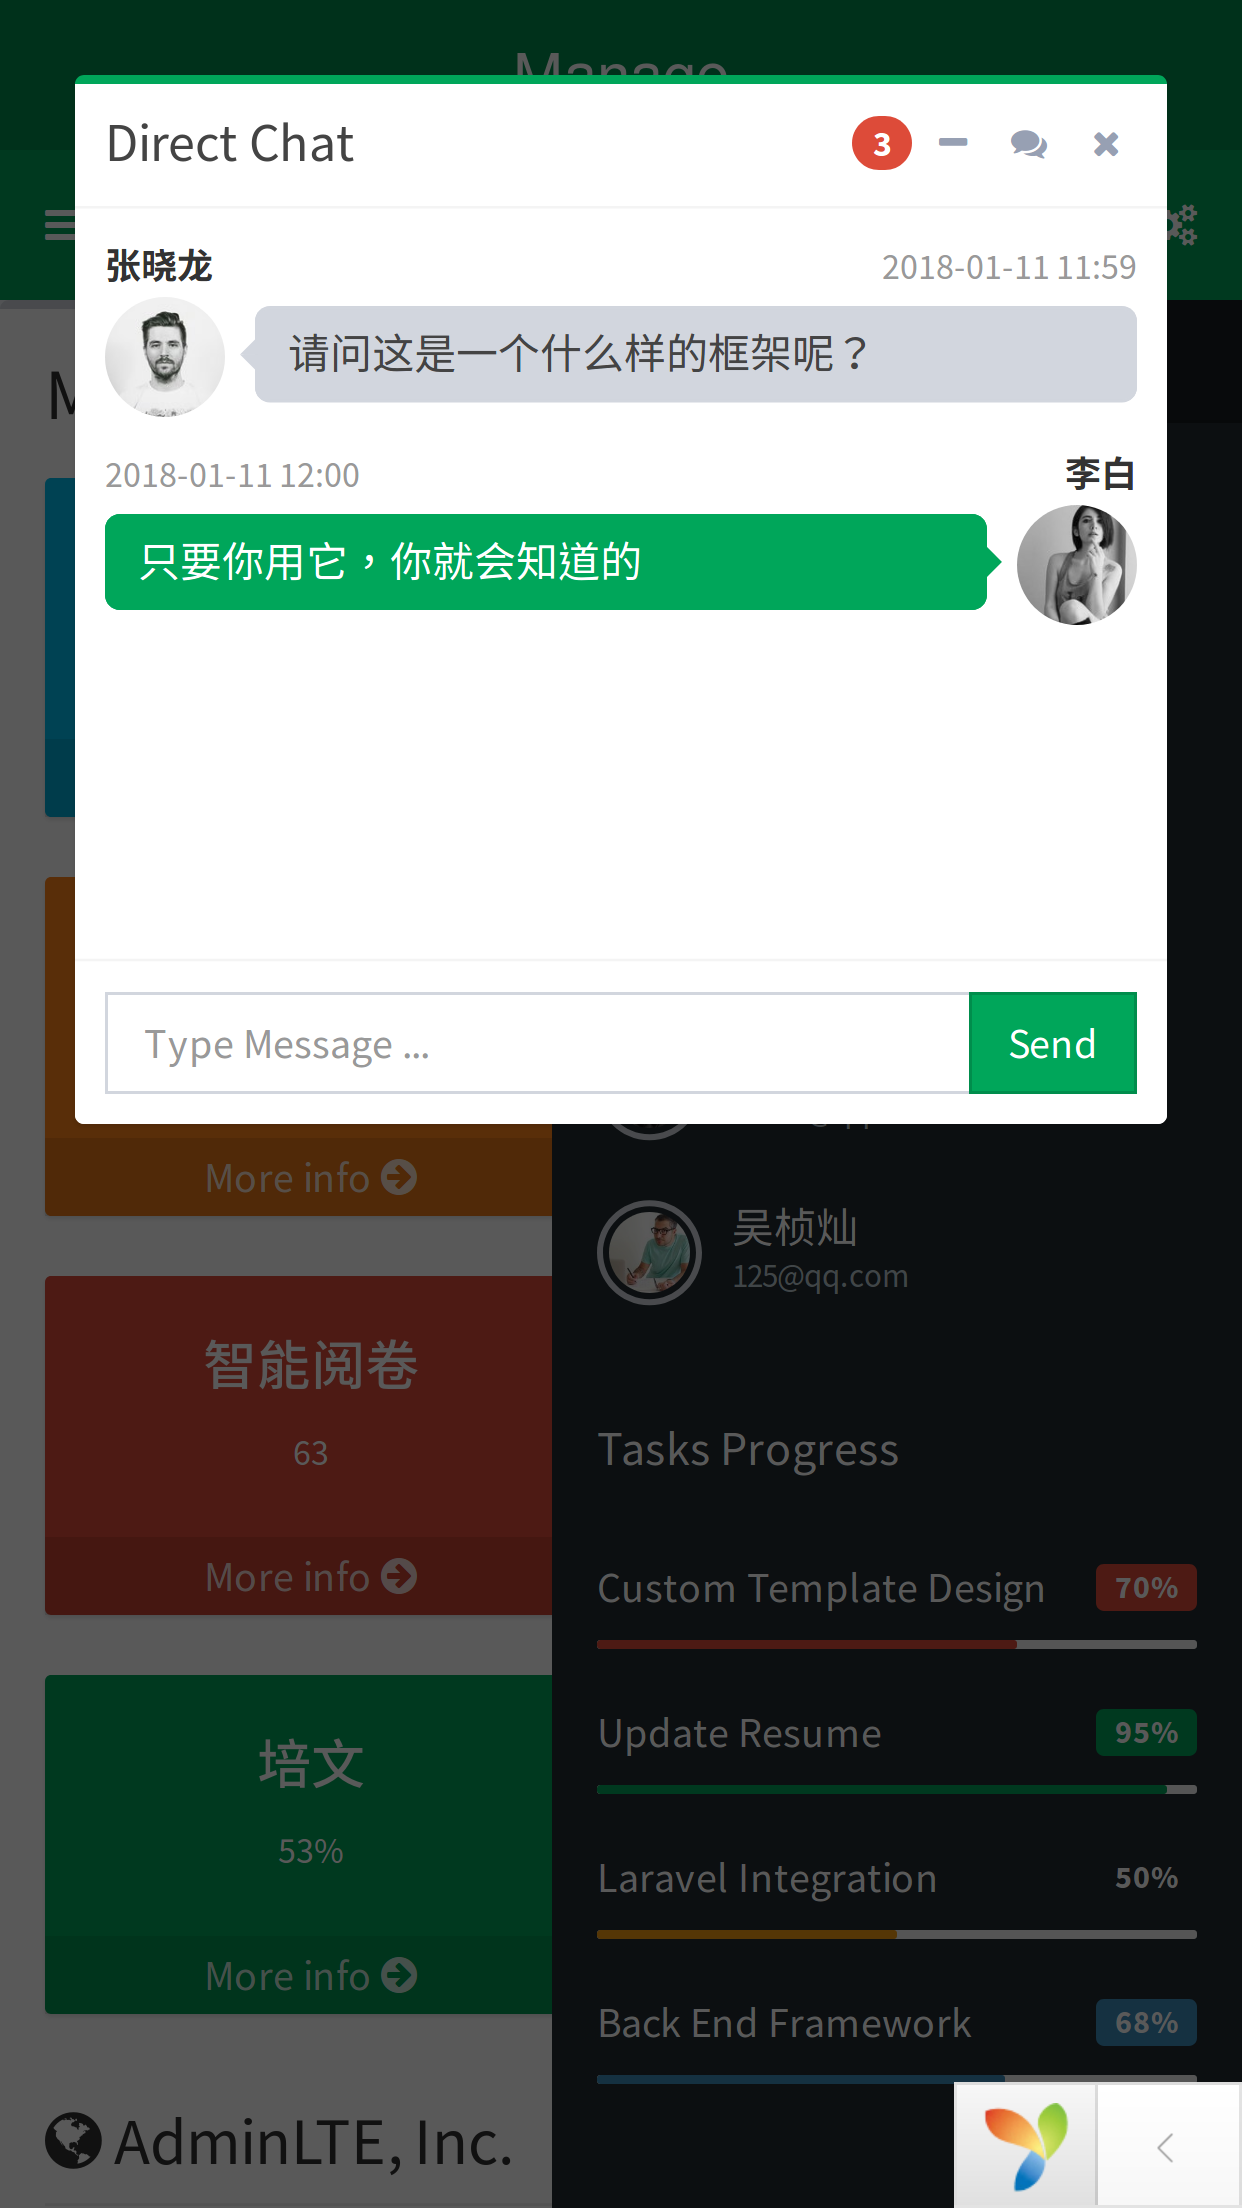 Manage
Direct Chat
3
张晓龙
2018-01-11 11:59
请问这是一个什么样的框架呢？
2018-01-11 12:00
李白
只要你用它，你就会知道的
Type Message ...
Send
More info
吴桢灿
125@qq.com
智能阅卷
63
More info
Tasks Progress
Custom Template Design
70%
Update Resume
95%
培文
53%
More info
Laravel Integration
50%
Back End Framework
68%
AdminLTE, Inc.